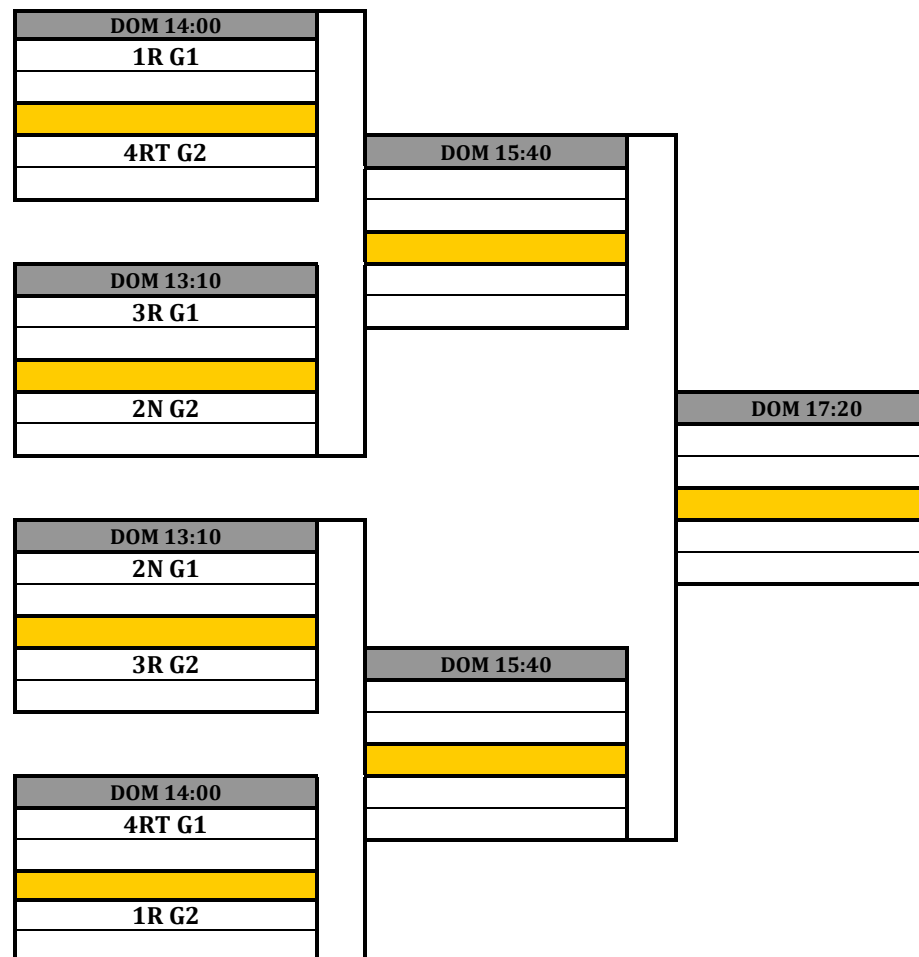 DOM 14:00
1R G1
4RT G2
DOM 15:40
DOM 13:10
3R G1
2N G2
DOM 17:20
DOM 13:10
2N G1
3R G2
DOM 15:40
DOM 14:00
4RT G1
1R G2